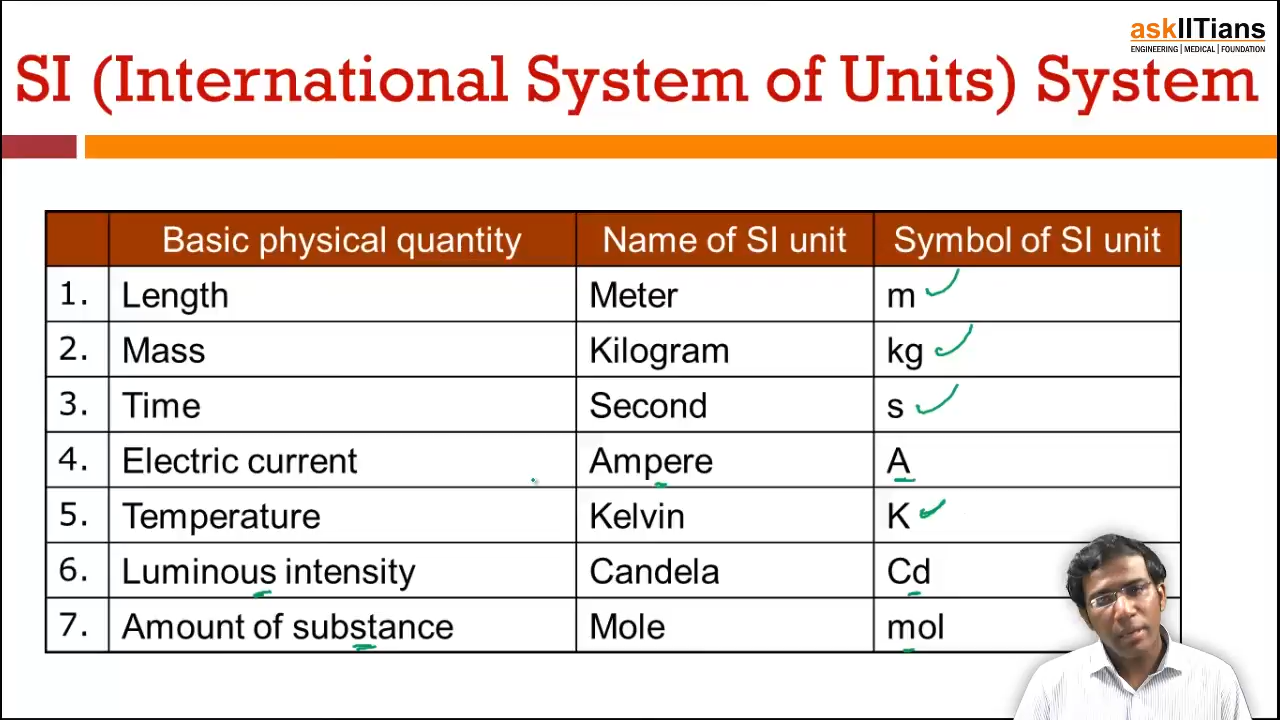 askIITians
ENGINEERING | MEDICAL | FOUNDATION
SI (International System of Units) System
Basic physical quantity Name of SI unit Symbol of SI unit
1. Length Meter m
2. Mass Kilogram kg
3. Time Second s
4. Electric current Ampere A
5. Temperature Kelvin K
6. Luminous intensity Candela Cd
7. Amount of substance Mole mol